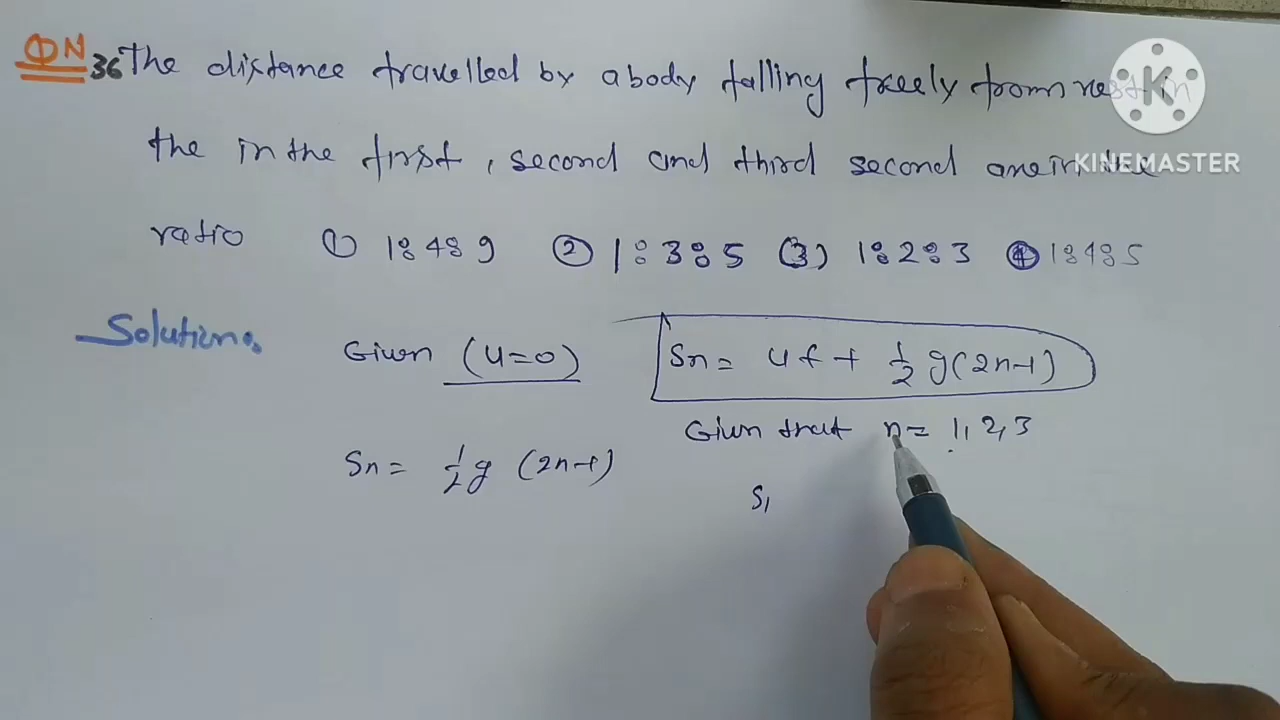 QN 36 The distance travelled by a body falling freely from rest in
the in the first, second and third second are in the
ratio (1) 1:4:9 (2) 1:3:5 (3) 1:2:3 (4) 1:4:5
Solution. Given (u=0) Sn = ut + 1/2 g(2n-1)
Given that n= 1, 2, 3
Sn = 1/2 g (2n-1)
S1
KINEMASTER